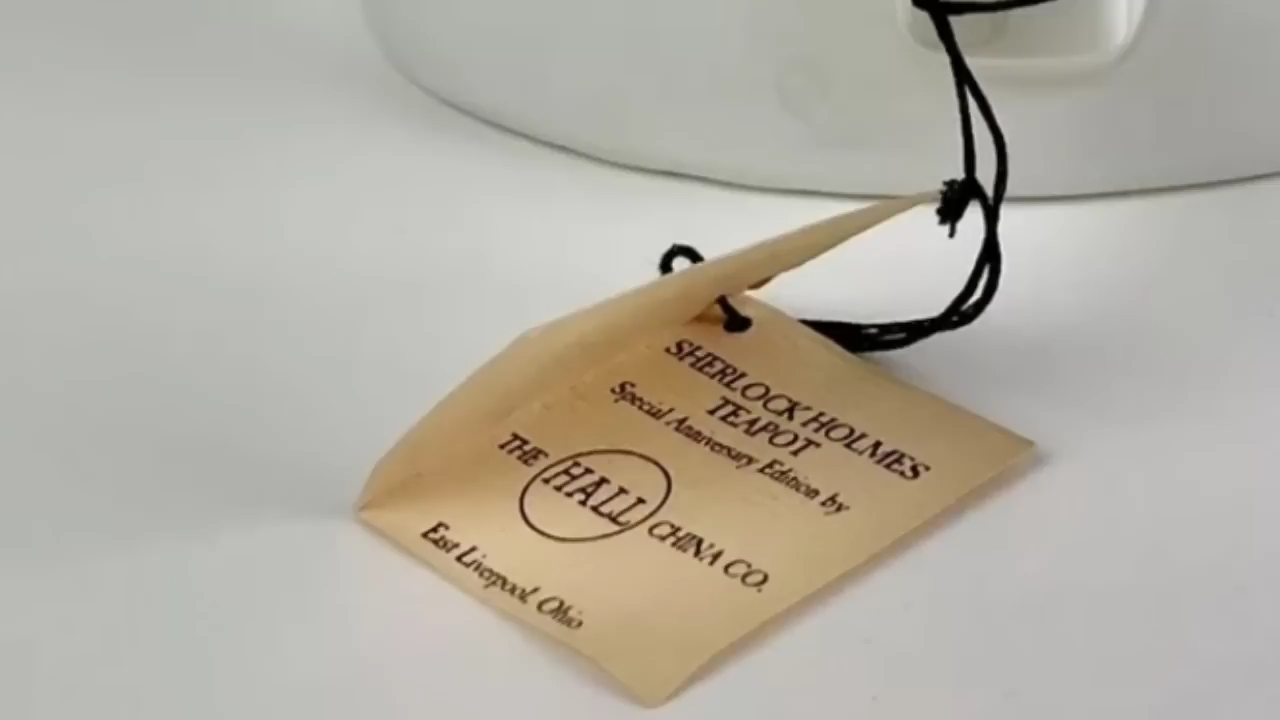 SHERLOCK HOLMES
TEAPOT
Special Anniversary Edition by
THE HALL CHINA CO.
East Liverpool, Ohio